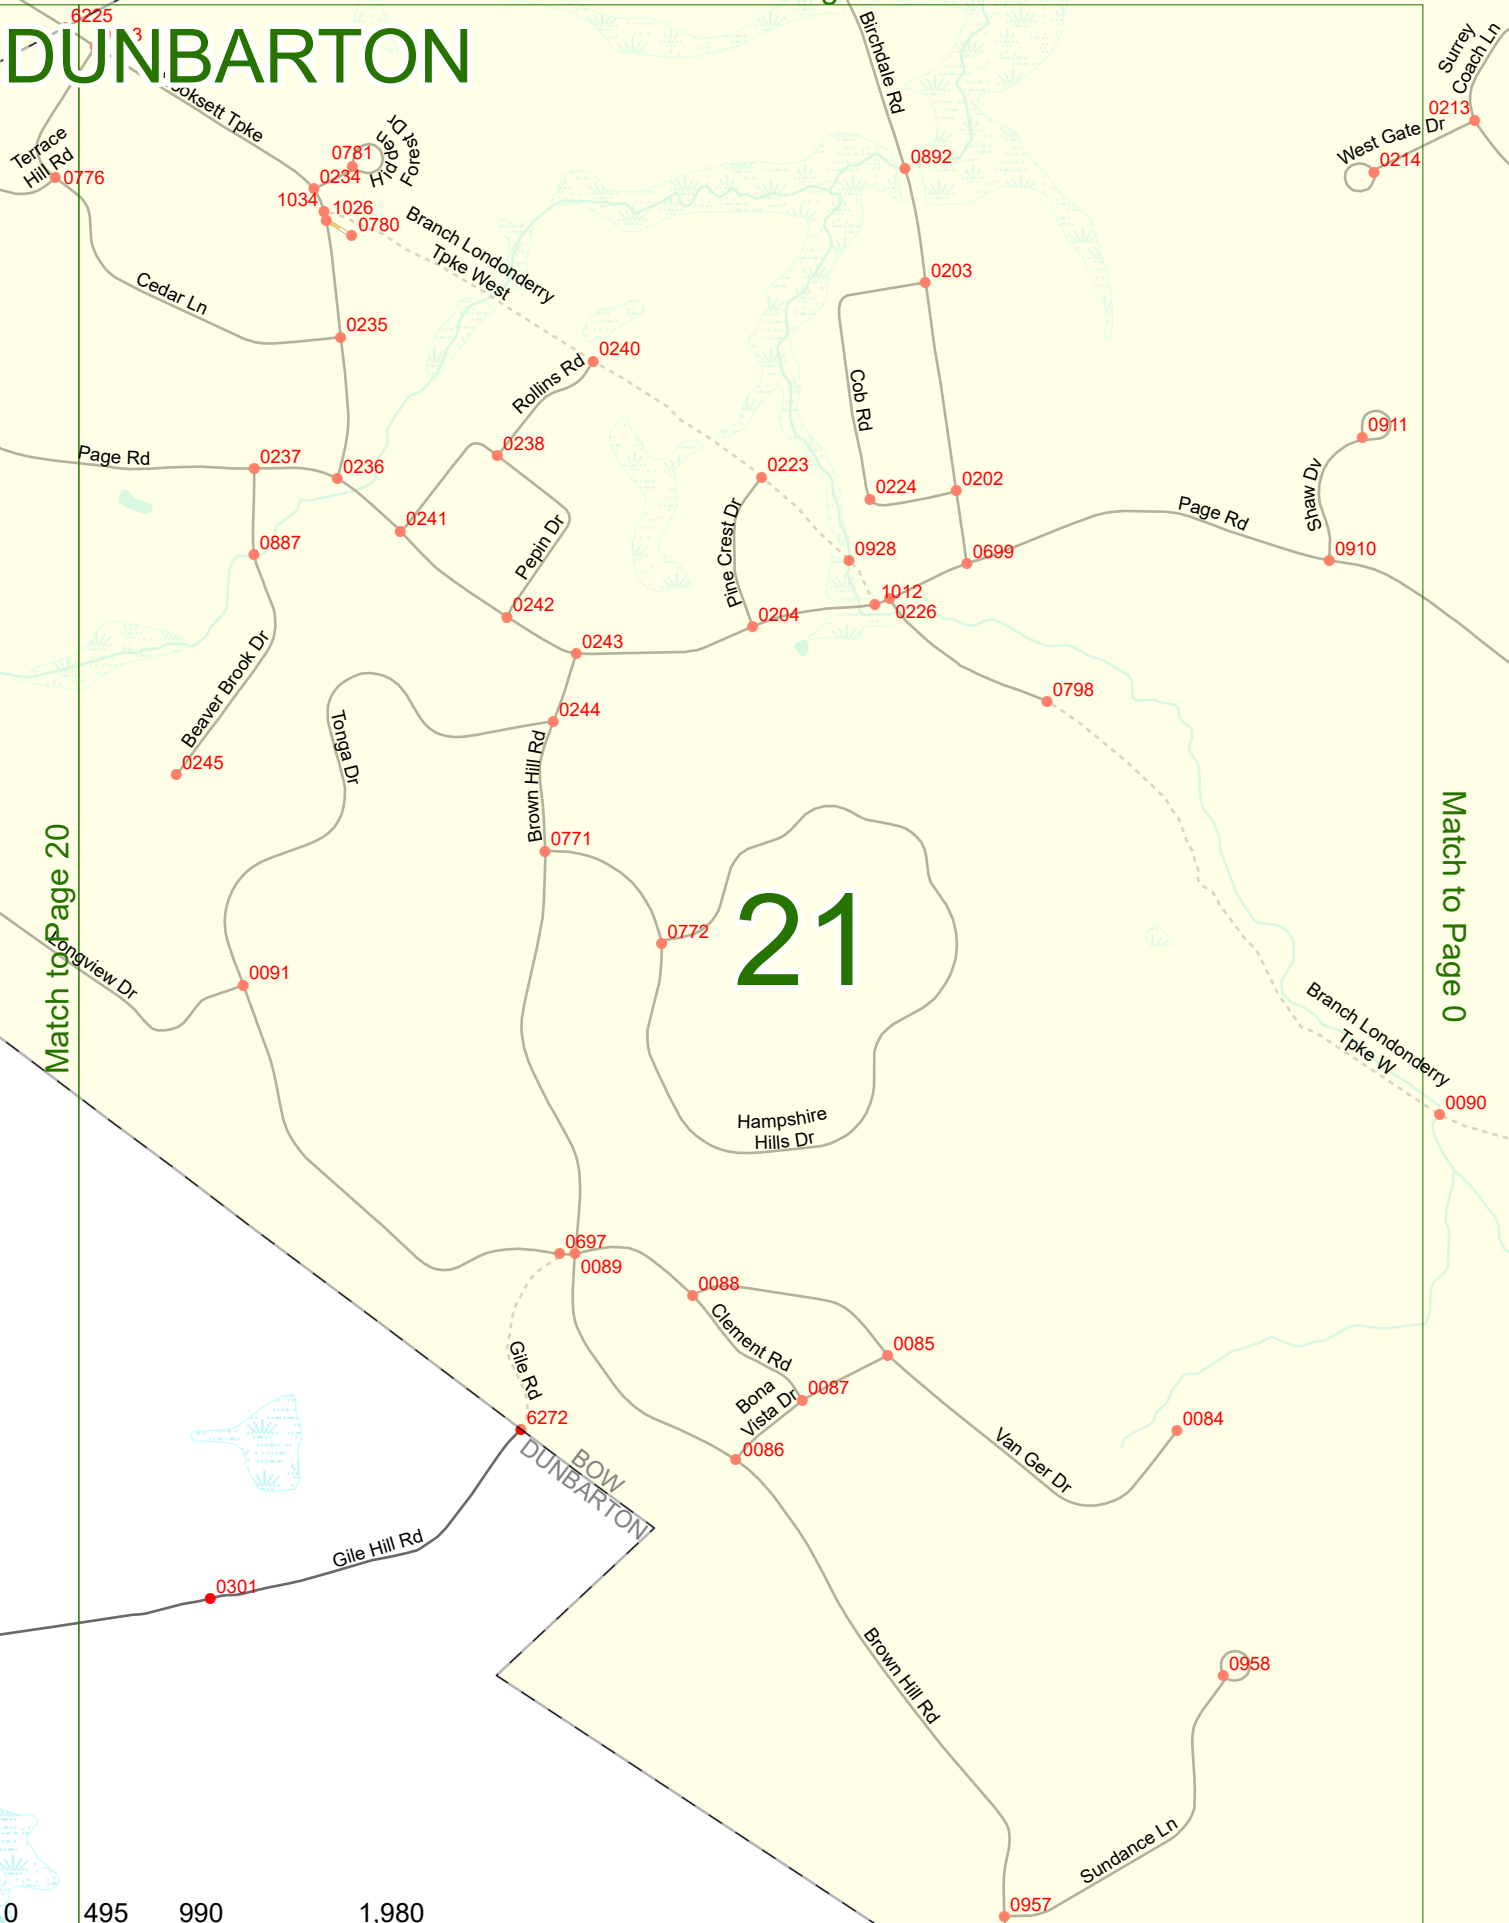 6225
DUNBARTON
Birchdale Rd
Surrey
Coach Ln
0213
West Gate Dr
0214
ooksett Tpke
Terrace
Hill Rd
0776
0781
Hidden
Forest Dr
0234
1034
1026
0780
0892
Branch Londonderry
Tpke West
0203
Cedar Ln
0235
0240
Rollins Rd
Cob Rd
0911
Page Rd
0237
0236
0238
0223
0224
0202
Shaw Dv
Page Rd
0241
Pepin Dr
Pine Crest Dr
0887
0928
0699
0910
1012
0226
0242
0204
0243
Beaver Brook Dr
0244
0798
Tonga Dr
Brown Hill Rd
0245
0771
Match to Page 20
Match to Page 0
21
0772
Longview Dr
0091
Branch Londonderry
Tpke W
0090
Hampshire
Hills Dr
0697
0089
0088
Clement Rd
0085
Gile Rd
Bona
Vista Dr
0087
6272
0086
0084
Van Ger Dr
BOW
DUNBARTON
Gile Hill Rd
0301
Brown Hill Rd
0958
Sundance Ln
0957
0 495 990 1,980